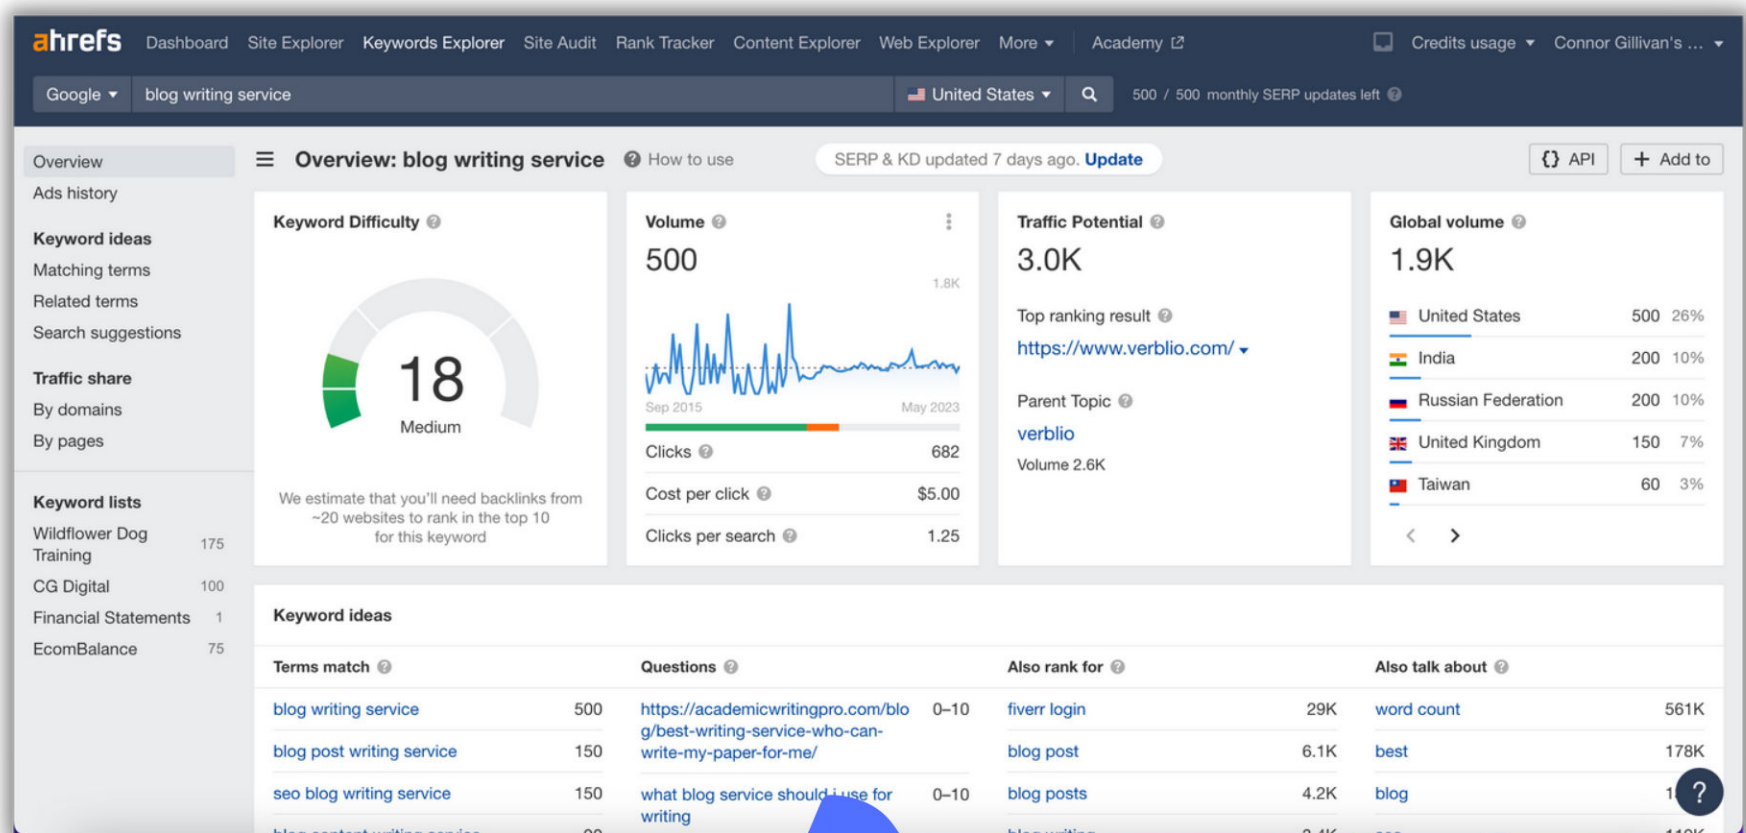 ahrefs Dashboard Site Explorer Keywords Explorer Site Audit Rank Tracker Content Explorer Web Explorer More Academy Credits usage Connor Gillivan's ...
Google blog writing service United States 500 / 500 monthly SERP updates left
Overview
Ads history
Keyword ideas
Matching terms
Related terms
Search suggestions
Traffic share
By domains
By pages
Keyword lists
Wildflower Dog
Training 175
CG Digital 100
Financial Statements 1
EcomBalance 75
Overview: blog writing service ? How to use SERP & KD updated 7 days ago. Update {} API + Add to
Keyword Difficulty ?
18
Medium
We estimate that you'll need backlinks from
~20 websites to rank in the top 10
for this keyword
Volume ?
500
1.8K
Sep 2015 May 2023
Clicks ? 682
Cost per click ? $5.00
Clicks per search ? 1.25
Traffic Potential ?
3.0K
Top ranking result ?
https://www.verblio.com/
Parent Topic ?
verblio
Volume 2.6K
Global volume ?
1.9K
United States 500 26%
India 200 10%
Russian Federation 200 10%
United Kingdom 150 7%
Taiwan 60 3%
Keyword ideas
Terms match ?
blog writing service 500
blog post writing service 150
seo blog writing service 150
Questions ?
https://academicwritingpro.com/blo 0–10
g/best-writing-service-who-can-
write-my-paper-for-me/
what blog service should i use for 0–10
writing
Also rank for ?
fiverr login 29K
blog post 6.1K
blog posts 4.2K
Also talk about ?
word count 561K
best 178K
blog
?